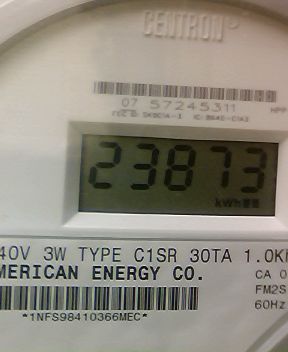 CENTRON
07 57245311
23873
kWh
40V 3W TYPE C1SR 30TA 1.0K
MERICAN ENERGY CO.
CA 0
FM2S
60Hz
*1NFS98410366MEC*